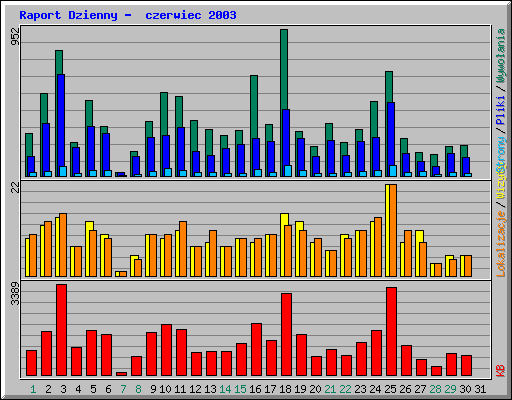 Raport Dzienny - czerwiec 2003
952
22
3389
Wywolania / Pliki / Strony
Lokalizacje / Wizyty
KB
1 2 3 4 5 6 7 8 9 10 11 12 13 14 15 16 17 18 19 20 21 22 23 24 25 26 27 28 29 30 31